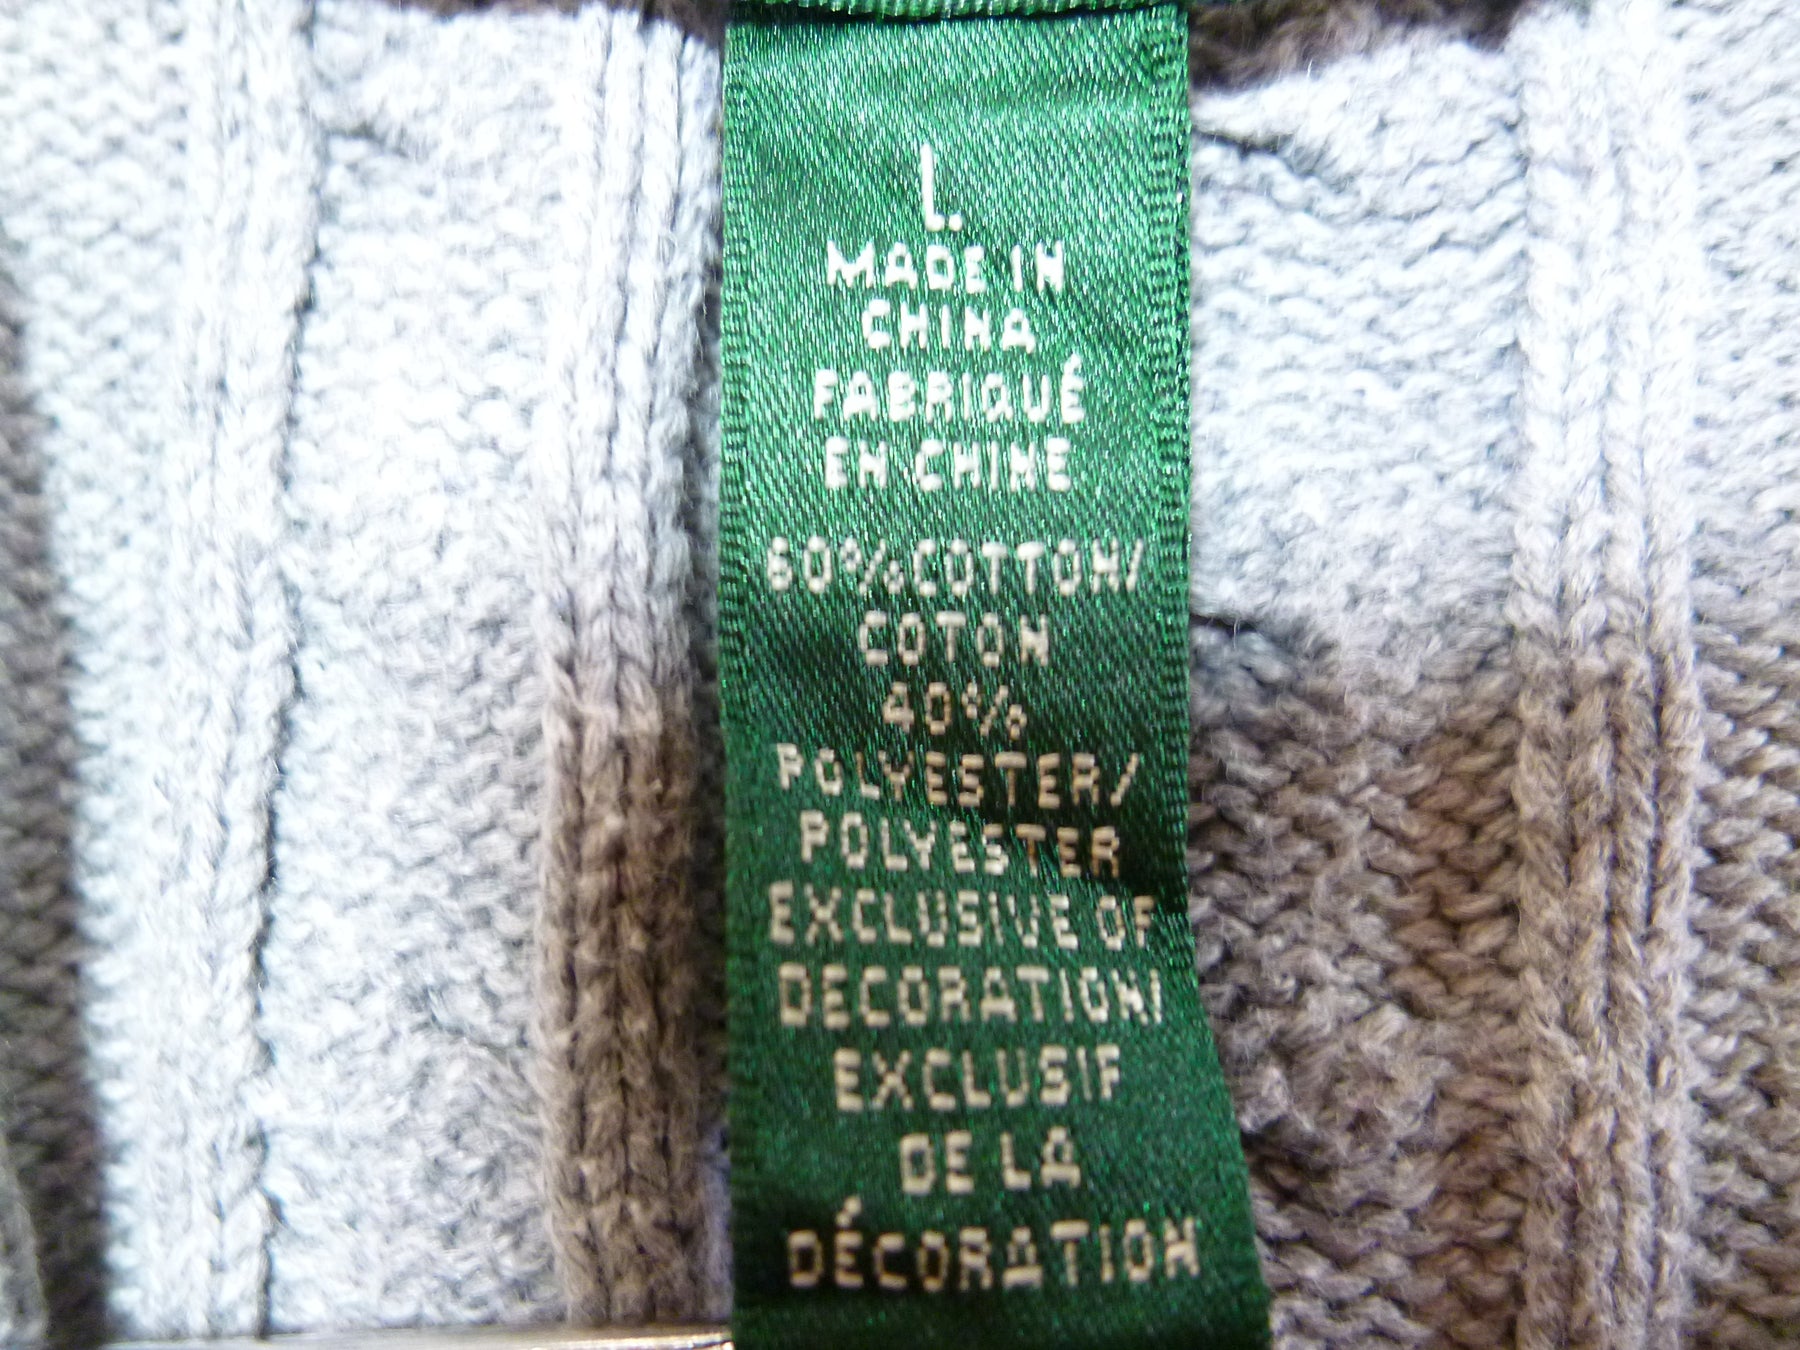 L.
MADE IN
CHINA
FABRIQUÉ
EN CHINE
60% COTTON/
COTON
40%
POLYESTER/
POLYESTER
EXCLUSIVE OF
DECORATION/
EXCLUSIF
DE LA
DÉCORATION